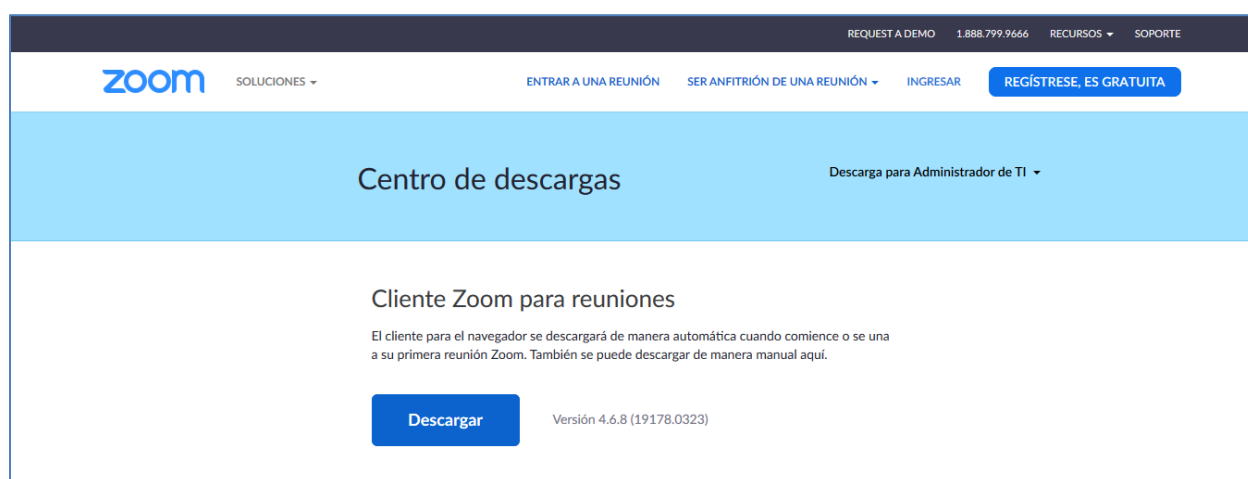 REQUEST A DEMO 1.888.799.9666 RECURSOS SOPORTE
zoom SOLUCIONES ENTRAR A UNA REUNIÓN SER ANFITRIÓN DE UNA REUNIÓN INGRESAR REGÍSTRESE, ES GRATUITA
Centro de descargas Descarga para Administrador de TI
Cliente Zoom para reuniones
El cliente para el navegador se descargará de manera automática cuando comience o se una
a su primera reunión Zoom. También se puede descargar de manera manual aquí.
Descargar Versión 4.6.8 (19178.0323)